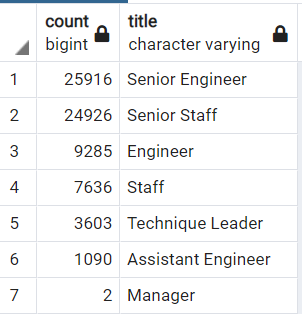 count title
bigint character varying
1 25916 Senior Engineer
2 24926 Senior Staff
3 9285 Engineer
4 7636 Staff
5 3603 Technique Leader
6 1090 Assistant Engineer
7 2 Manager